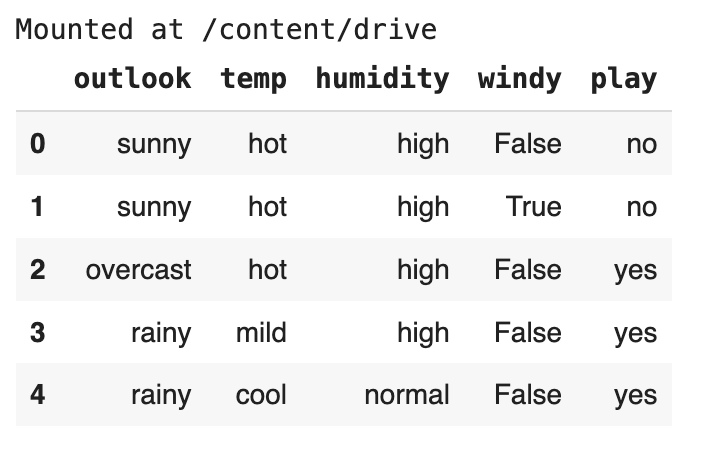 Mounted at /content/drive
outlook temp humidity windy play
0 sunny hot high False no
1 sunny hot high True no
2 overcast hot high False yes
3 rainy mild high False yes
4 rainy cool normal False yes